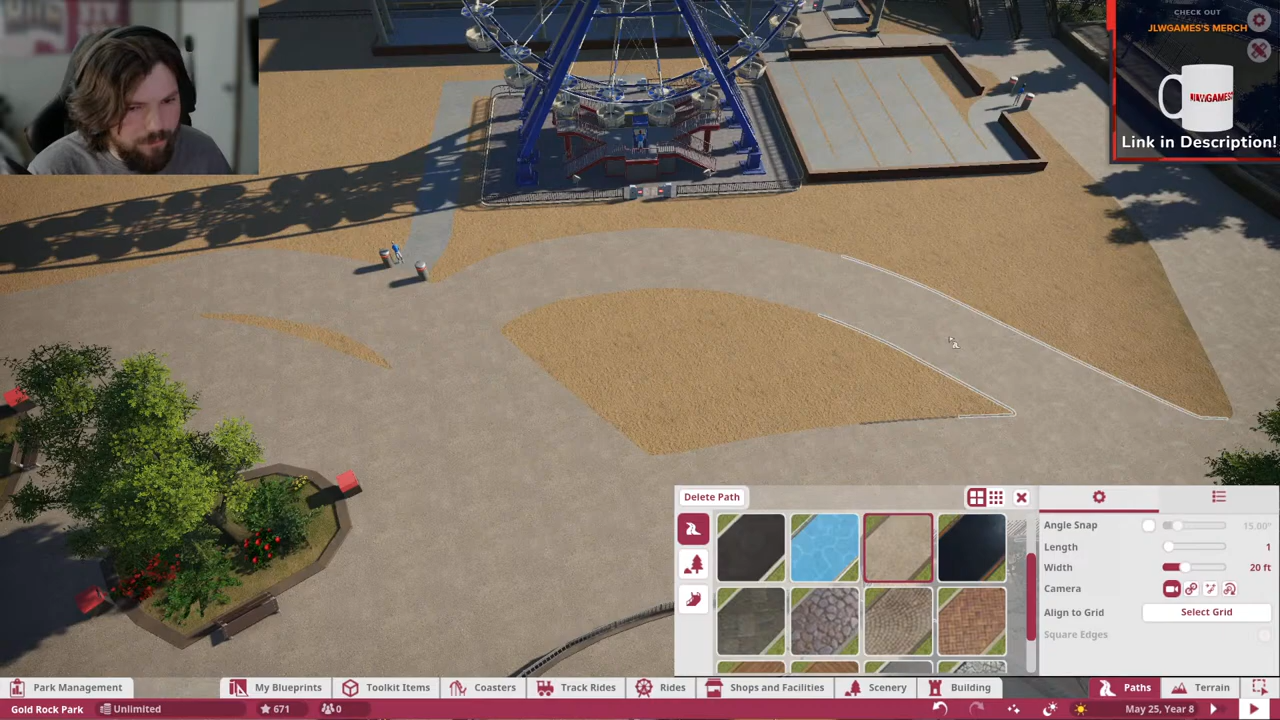 CHECK OUT
JLWGAMES'S MERCH
JLWGAMES
Link in Description!
Delete Path
Angle Snap
15.00°
Length
1
Width
20 ft
Camera
Align to Grid
Select Grid
Square Edges
Park Management
My Blueprints
Toolkit Items
Coasters
Track Rides
Rides
Shops and Facilities
Scenery
Building
Paths
Terrain
Gold Rock Park
Unlimited
671
0
May 25, Year 8